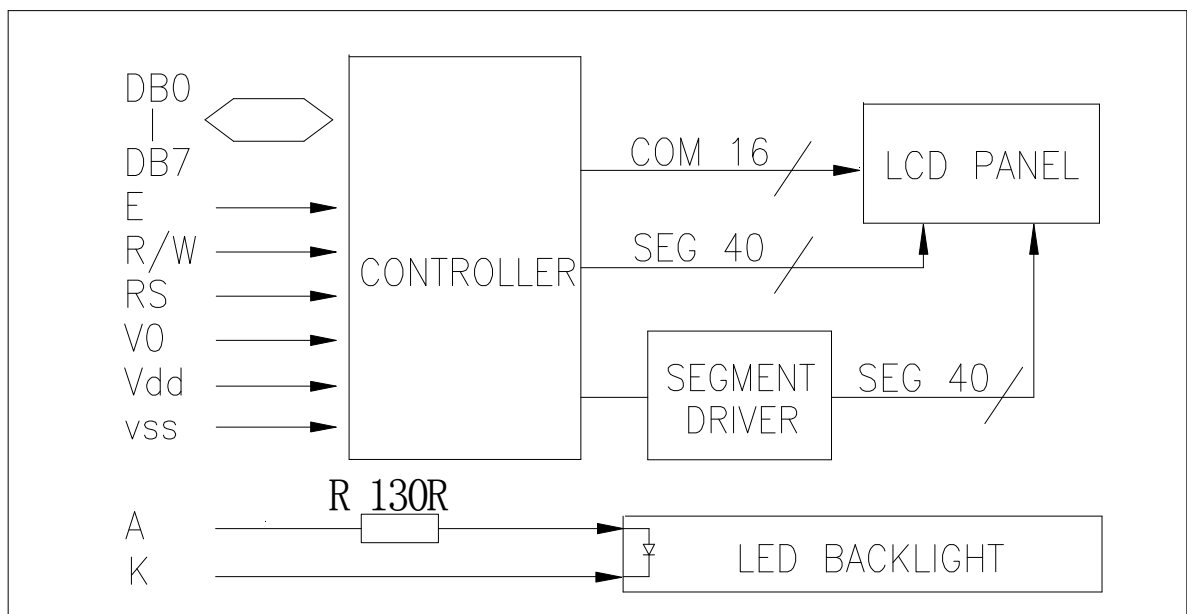 DB0
DB7
E
R/W
RS
V0
Vdd
vss
CONTROLLER
COM 16
SEG 40
LCD PANEL
SEGMENT
DRIVER
SEG 40
R 130R
A
K
LED BACKLIGHT